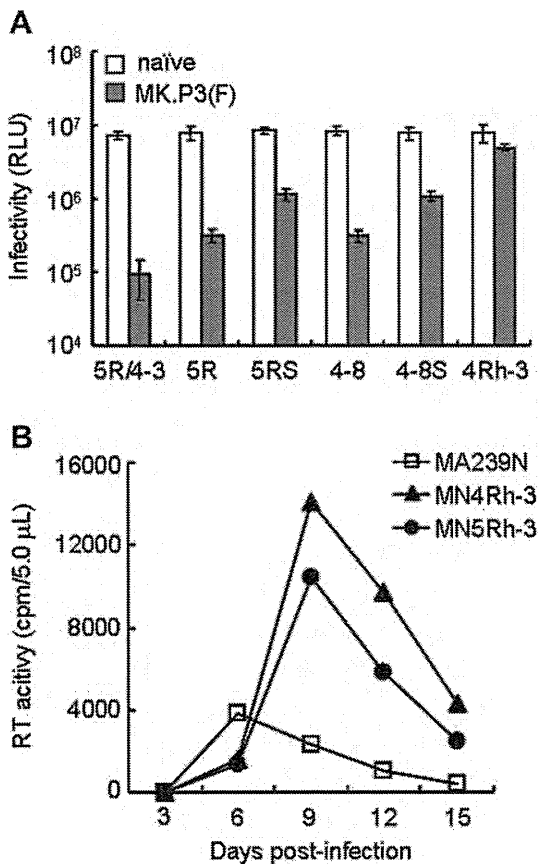 A
10⁸
naïve
MK.P3(F)
10⁷
10⁶
10⁵
10⁴
Infectivity (RLU)
5R/4-3 5R 5RS 4-8 4-8S 4Rh-3
B
16000
12000
8000
4000
0
RT acitivy (cpm/5.0 µL)
MA239N
MN4Rh-3
MN5Rh-3
3 6 9 12 15
Days post-infection